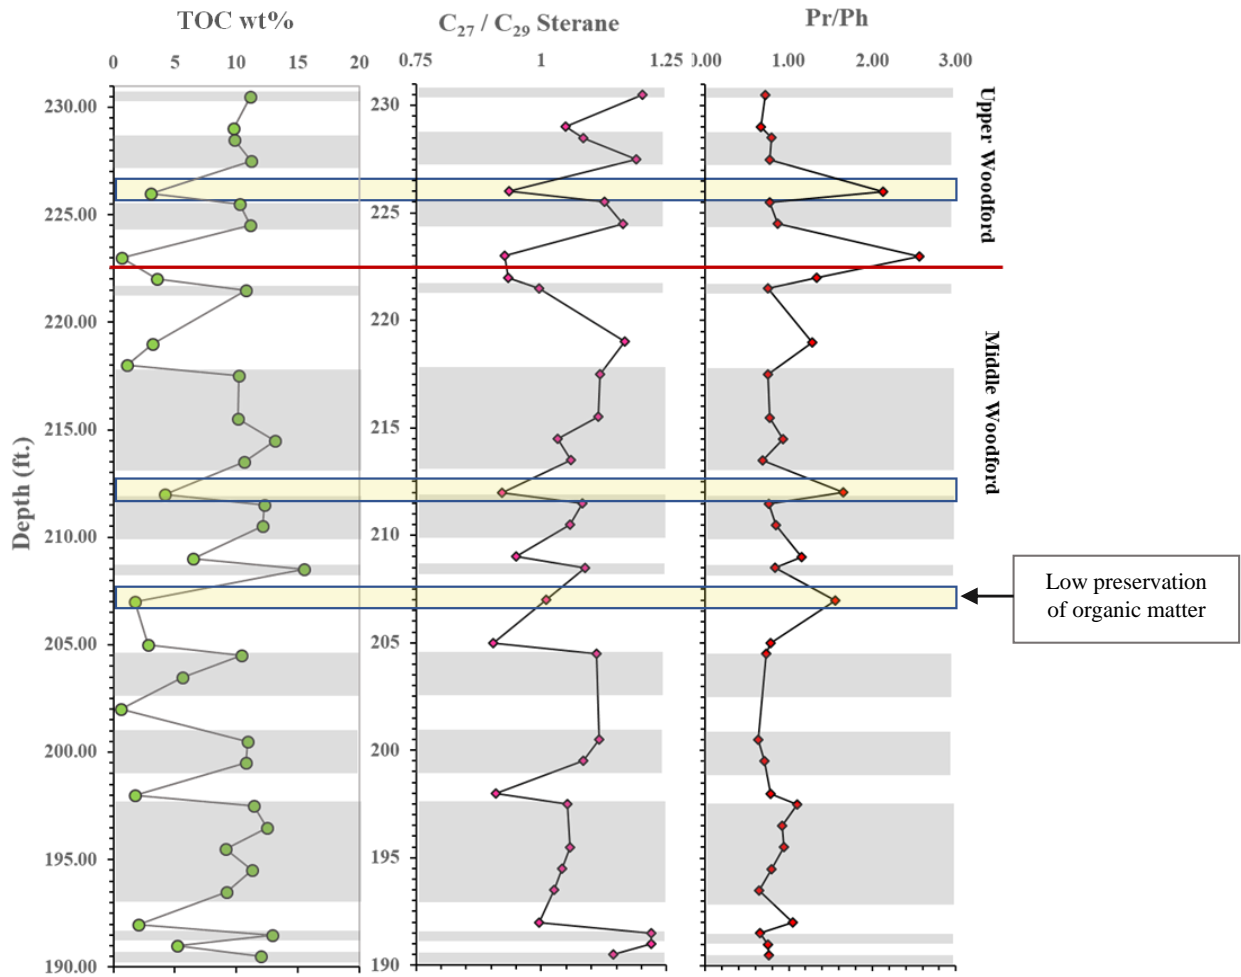 TOC wt%
C27 / C29 Sterane
Pr/Ph
0 5 10 15 20
0.75 1 1.25
0.00 1.00 2.00 3.00
230.00
225.00
220.00
215.00
210.00
205.00
200.00
195.00
190.00
Depth (ft.)
230
225
220
215
210
205
200
195
190
Upper Woodford
Middle Woodford
Low preservation
of organic matter